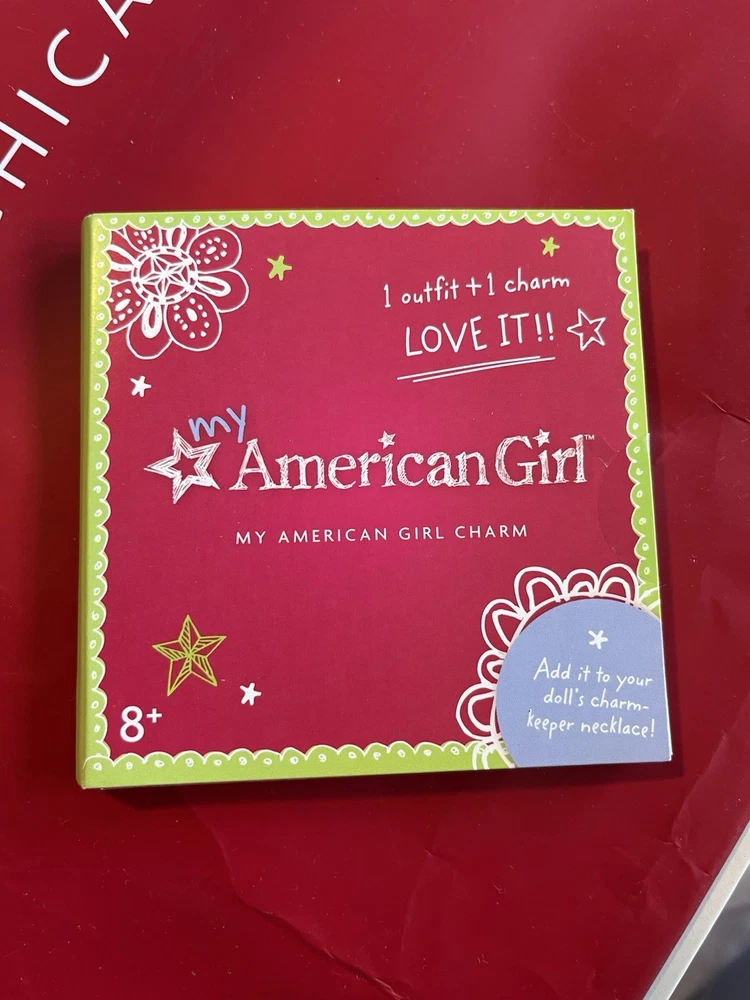 HICA
1 outfit + 1 charm
LOVE IT!!
my
American Girl™
MY AMERICAN GIRL CHARM
8+
Add it to your
doll's charm-
keeper necklace!